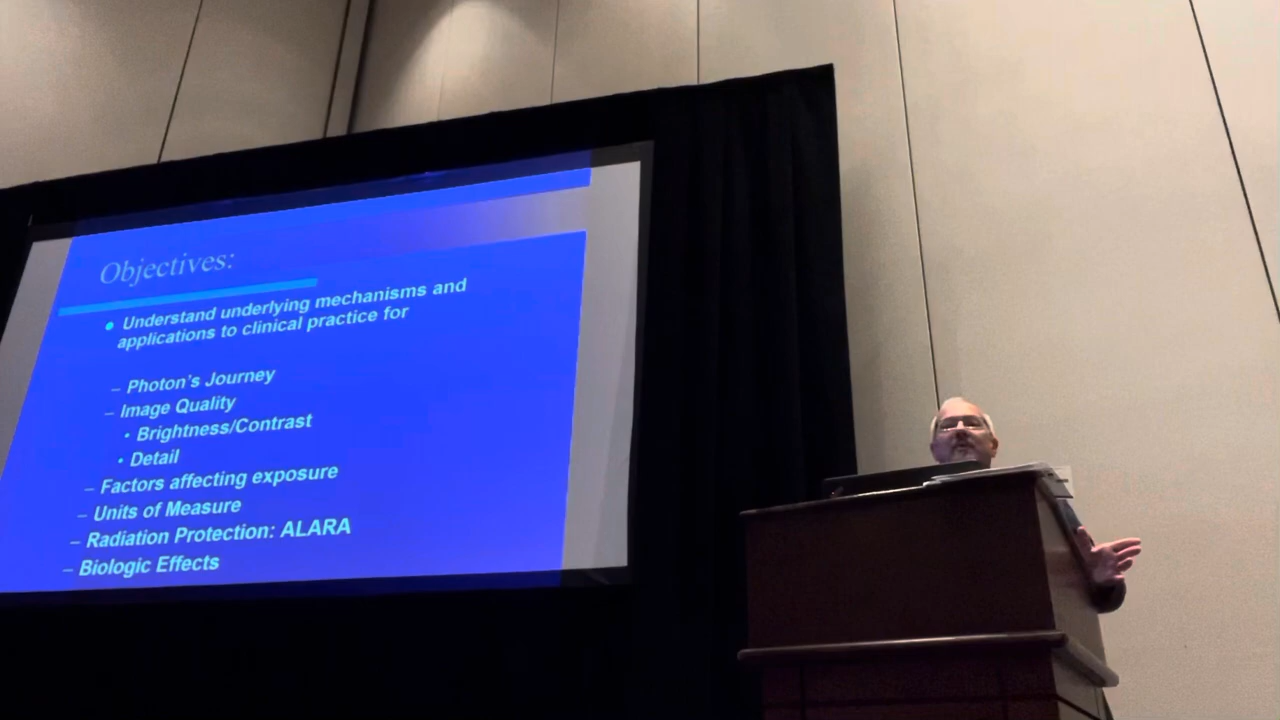 Objectives:
• Understand underlying mechanisms and
applications to clinical practice for
– Photon's Journey
– Image Quality
• Brightness/Contrast
• Detail
– Factors affecting exposure
– Units of Measure
– Radiation Protection: ALARA
– Biologic Effects